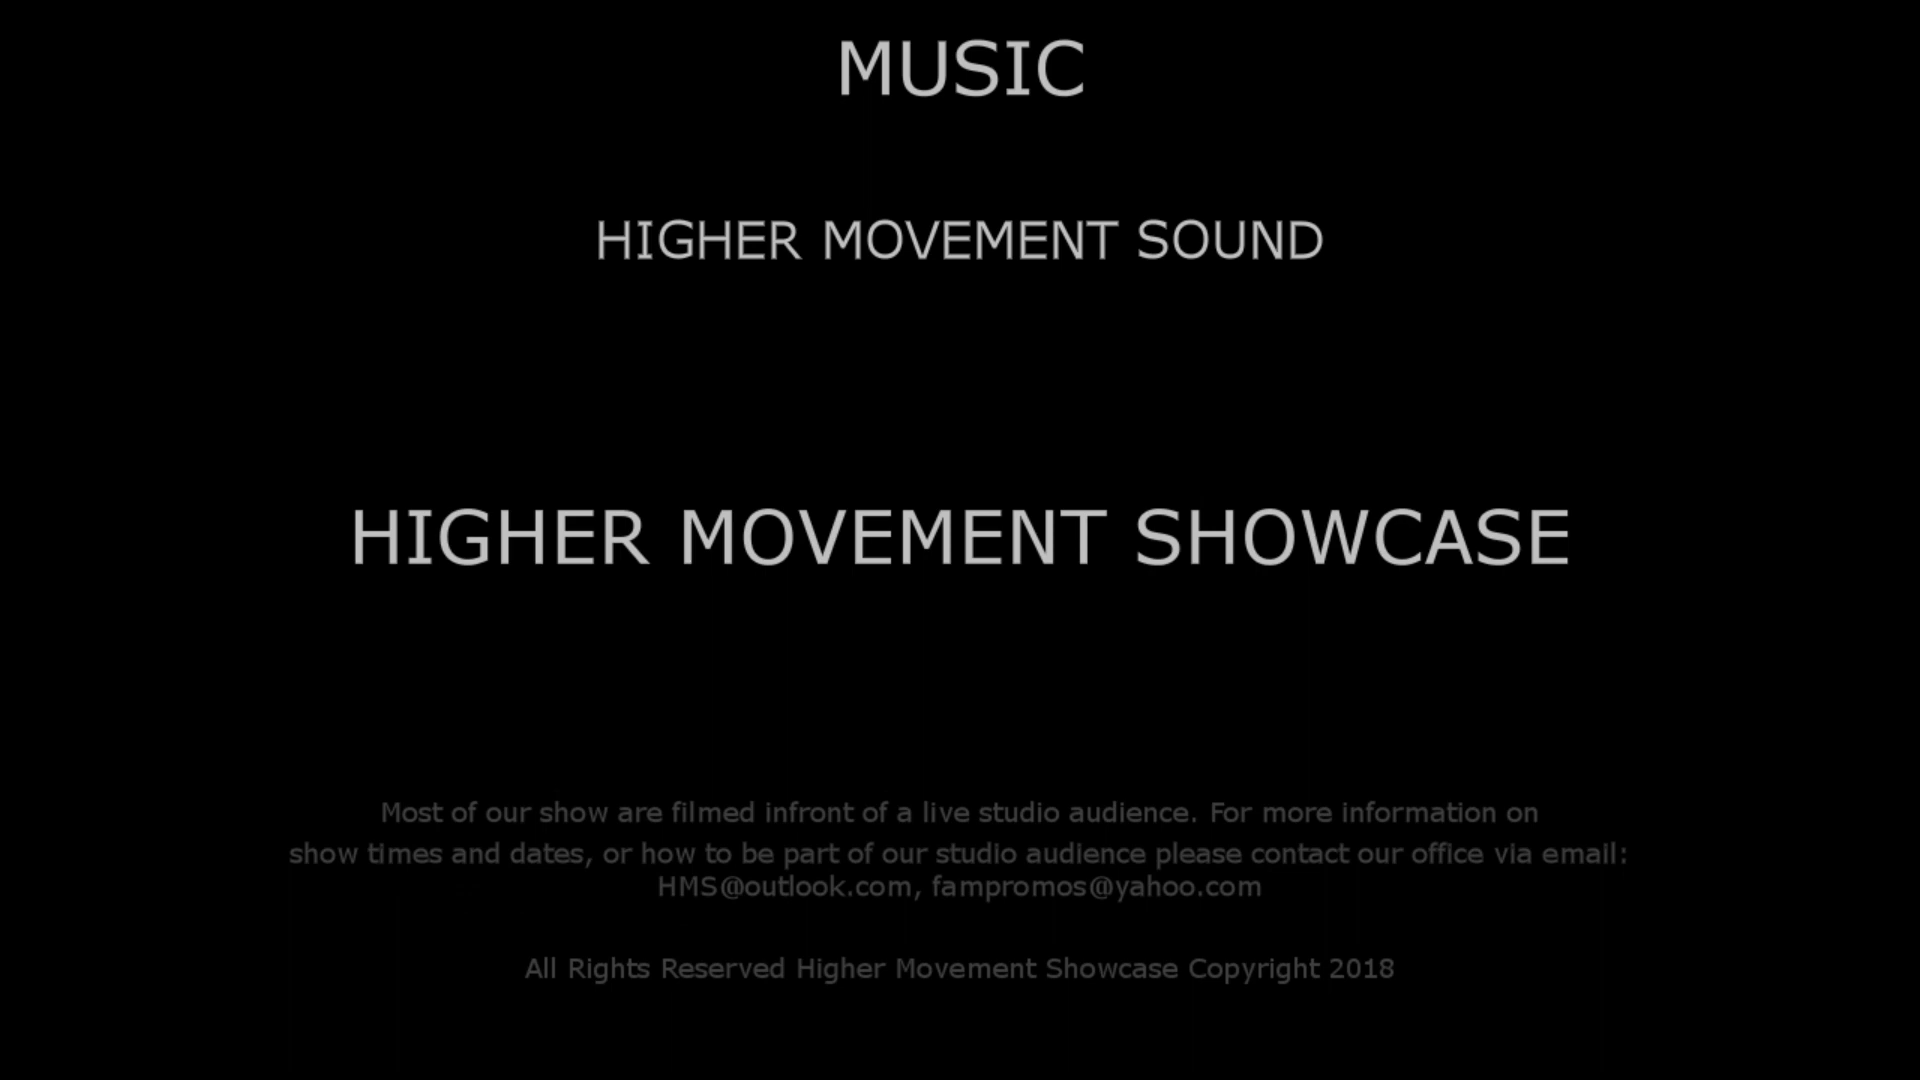 MUSIC
HIGHER MOVEMENT SOUND
HIGHER MOVEMENT SHOWCASE
Most of our show are filmed infront of a live studio audience. For more information on
show times and dates, or how to be part of our studio audience please contact our office via email:
HMS@outlook.com, fampromos@yahoo.com
All Rights Reserved Higher Movement Showcase Copyright 2018